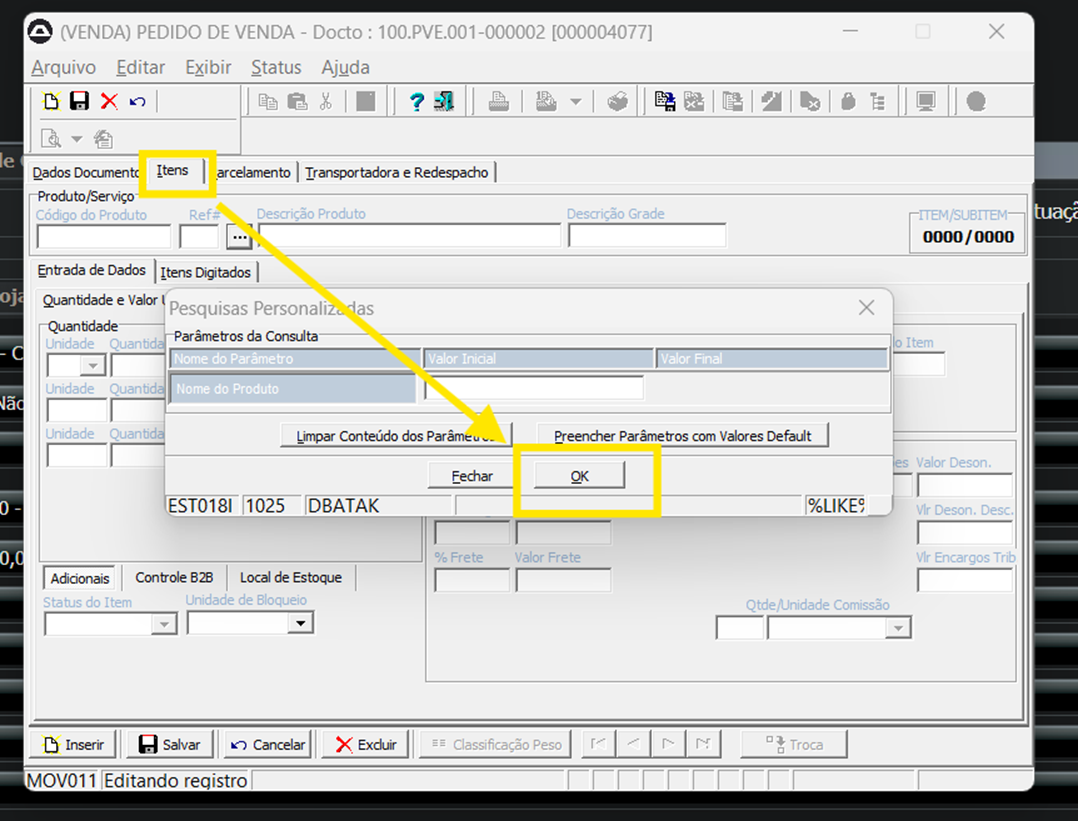 (VENDA) PEDIDO DE VENDA - Docto : 100.PVE.001-000002 [000004077]
Arquivo Editar Exibir Status Ajuda
Dados Documento Itens arcelamento Transportadora e Redespacho
Produto/Serviço
Código do Produto Ref# Descrição Produto Descrição Grade ITEM/SUBITEM
... 0000/0000
Entrada de Dados Itens Digitados
Quantidade e Valor
Pesquisas Personalizadas
Quantidade
Parâmetros da Consulta
Unidade Quantida
o Item
Nome do Parâmetro Valor Inicial Valor Final
Unidade Quantida
Nome do Produto
Unidade Quantida
Limpar Conteúdo dos Parâmetros Preencher Parâmetros com Valores Default
es Valor Deson.
Fechar OK
EST018I 1025 DBATAK %LIKE%
Vlr Deson. Desc.
% Frete Valor Frete Vlr Encargos Trib
Adicionais Controle B2B Local de Estoque
Status do Item Unidade de Bloqueio
Qtde/Unidade Comissão
Inserir Salvar Cancelar Excluir Classificação Peso Troca
MOV011 Editando registro